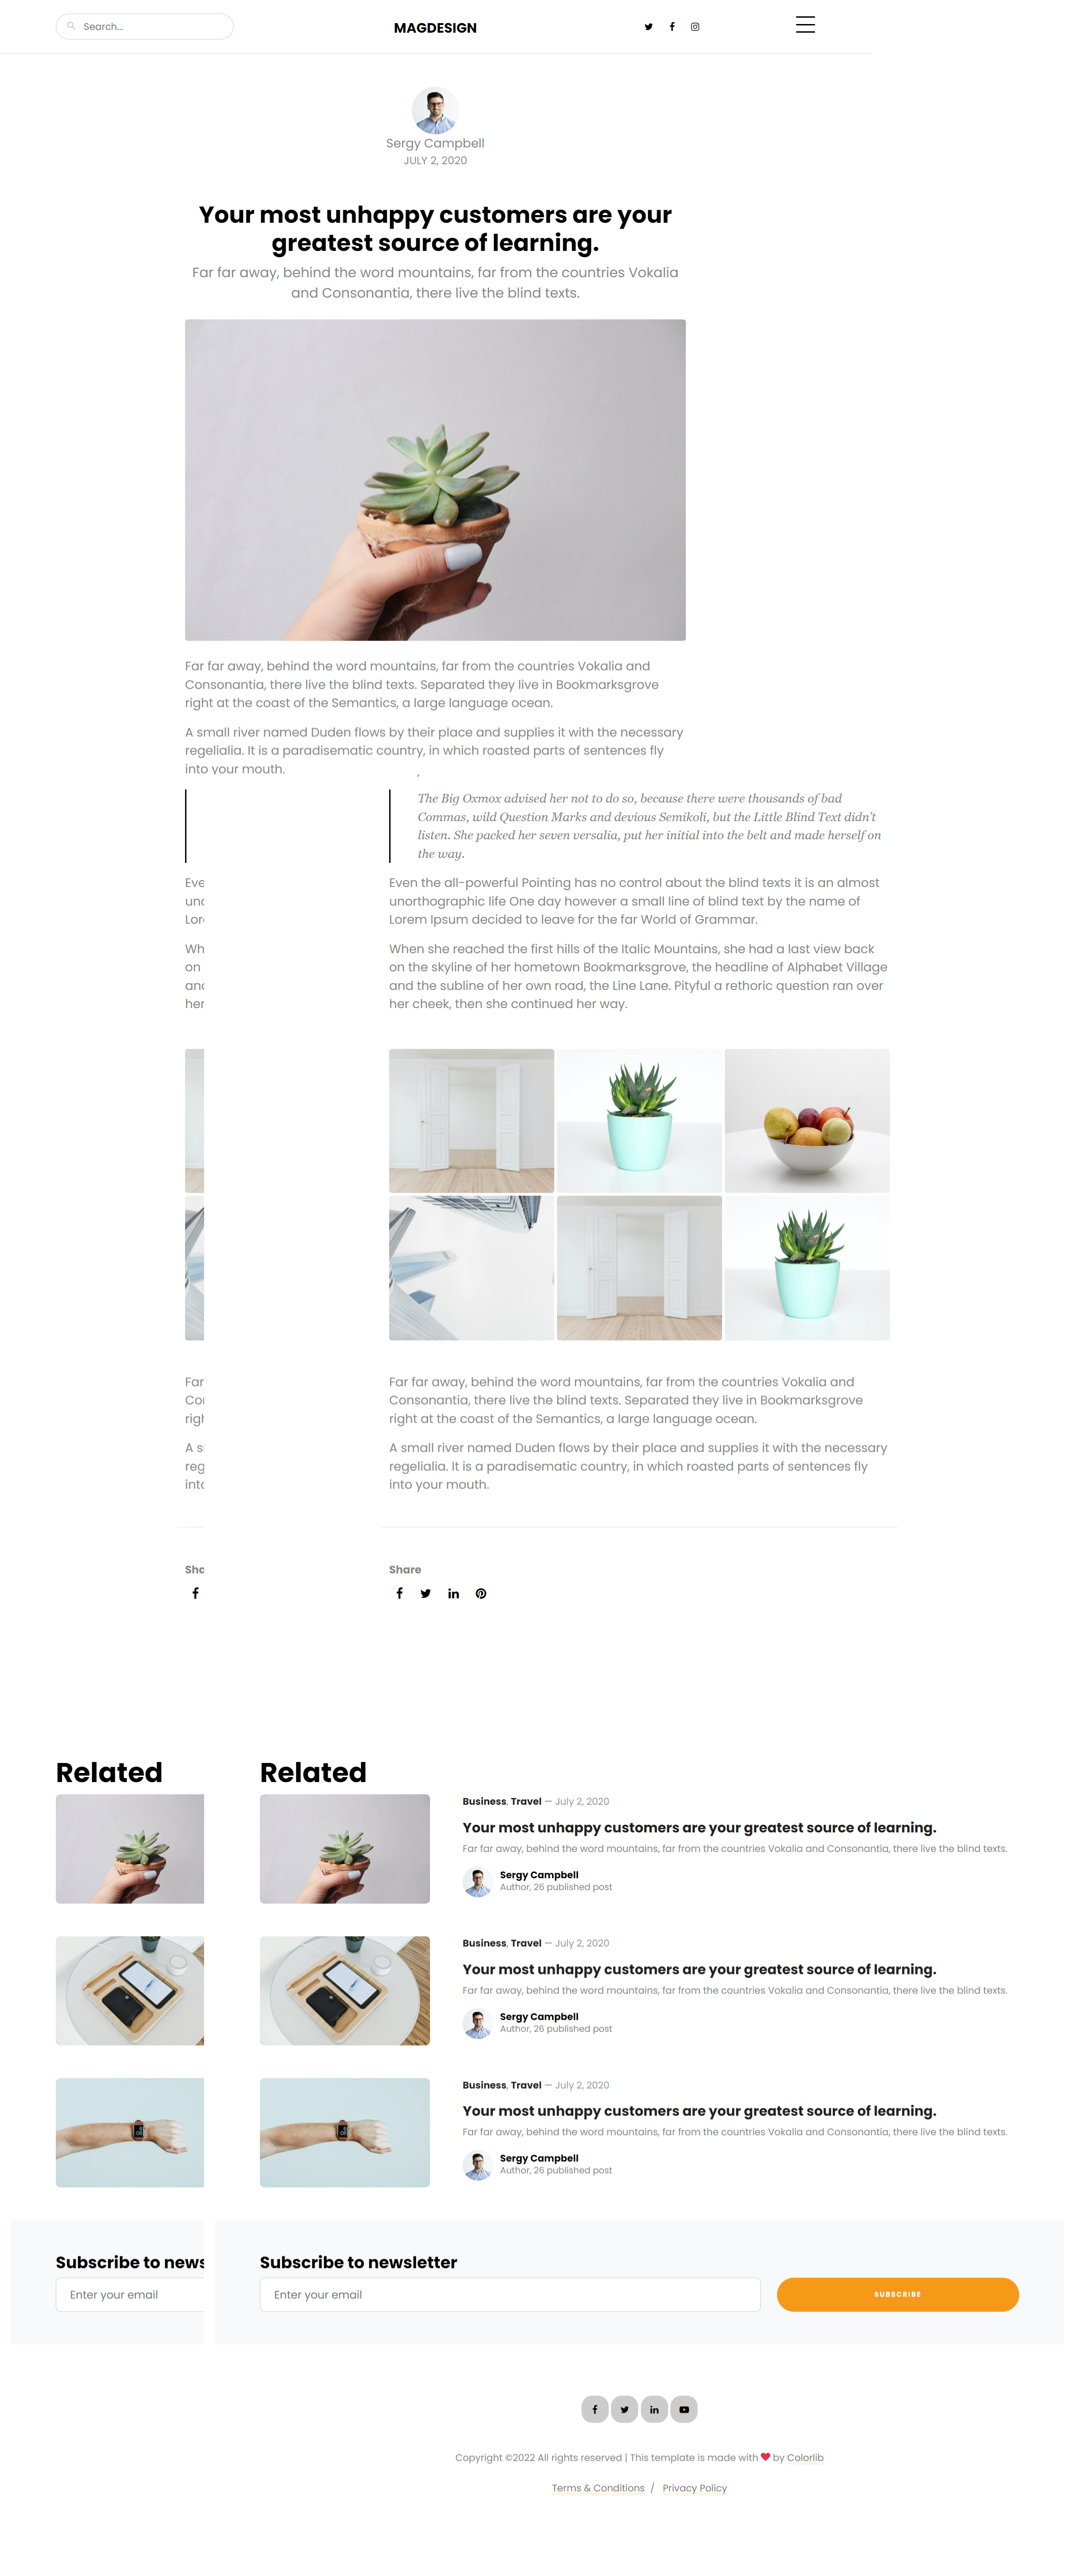 Search...
MAGDESIGN
Sergy Campbell
JULY 2, 2020
Your most unhappy customers are your
greatest source of learning.
Far far away, behind the word mountains, far from the countries Vokalia
and Consonantia, there live the blind texts.
Far far away, behind the word mountains, far from the countries Vokalia and
Consonantia, there live the blind texts. Separated they live in Bookmarksgrove
right at the coast of the Semantics, a large language ocean.
A small river named Duden flows by their place and supplies it with the necessary
regelialia. It is a paradisematic country, in which roasted parts of sentences fly
into your mouth.
The Big Oxmox advised her not to do so, because there were thousands of bad
Commas, wild Question Marks and devious Semikoli, but the Little Blind Text didn't
listen. She packed her seven versalia, put her initial into the belt and made herself on
the way.
Eve
Lor
Wh
on
her
Even the all-powerful Pointing has no control about the blind texts it is an almost
unorthographic life One day however a small line of blind text by the name of
Lorem Ipsum decided to leave for the far World of Grammar.
When she reached the first hills of the Italic Mountains, she had a last view back
on the skyline of her hometown Bookmarksgrove, the headline of Alphabet Village
and the subline of her own road, the Line Lane. Pityful a rethoric question ran over
her cheek, then she continued her way.
Far
A s
reg
Far far away, behind the word mountains, far from the countries Vokalia and
Consonantia, there live the blind texts. Separated they live in Bookmarksgrove
right at the coast of the Semantics, a large language ocean.
A small river named Duden flows by their place and supplies it with the necessary
regelialia. It is a paradisematic country, in which roasted parts of sentences fly
into your mouth.
Share
Related
Related
Business, Travel — July 2, 2020
Your most unhappy customers are your greatest source of learning.
Far far away, behind the word mountains, far from the countries Vokalia and Consonantia, there live the blind texts.
Sergy Campbell
Author, 26 published post
Business, Travel — July 2, 2020
Your most unhappy customers are your greatest source of learning.
Far far away, behind the word mountains, far from the countries Vokalia and Consonantia, there live the blind texts.
Sergy Campbell
Author, 26 published post
Business, Travel — July 2, 2020
Your most unhappy customers are your greatest source of learning.
Far far away, behind the word mountains, far from the countries Vokalia and Consonantia, there live the blind texts.
Sergy Campbell
Author, 26 published post
Subscribe to news
Enter your email
Subscribe to newsletter
Enter your email
SUBSCRIBE
Copyright ©2022 All rights reserved | This template is made with ❤ by Colorlib
Terms & Conditions / Privacy Policy